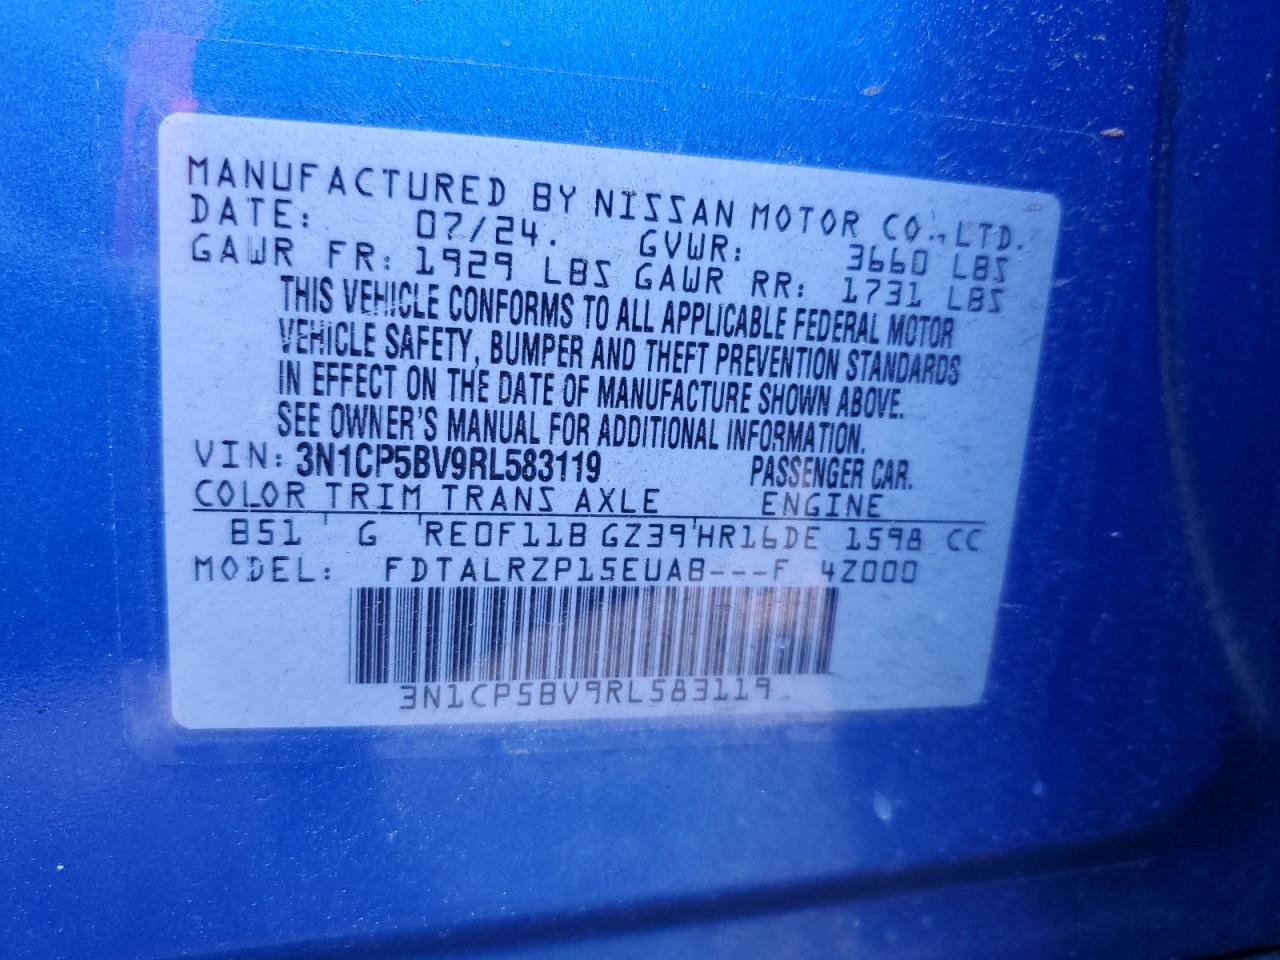 MANUFACTURED BY NISSAN MOTOR CO., LTD.
DATE: 07/24. GVWR: 3660 LBS
GAWR FR: 1929 LBS GAWR RR: 1731 LBS
THIS VEHICLE CONFORMS TO ALL APPLICABLE FEDERAL MOTOR
VEHICLE SAFETY, BUMPER AND THEFT PREVENTION STANDARDS
IN EFFECT ON THE DATE OF MANUFACTURE SHOWN ABOVE.
SEE OWNER'S MANUAL FOR ADDITIONAL INFORMATION.
VIN: 3N1CP5BV9RL583119 PASSENGER CAR.
COLOR TRIM TRANS AXLE ENGINE
B51 G RE0F11B GZ39 HR16DE 1598 CC
MODEL: FDTALRZP15EUAB---F 4Z000
3N1CP5BV9RL583119